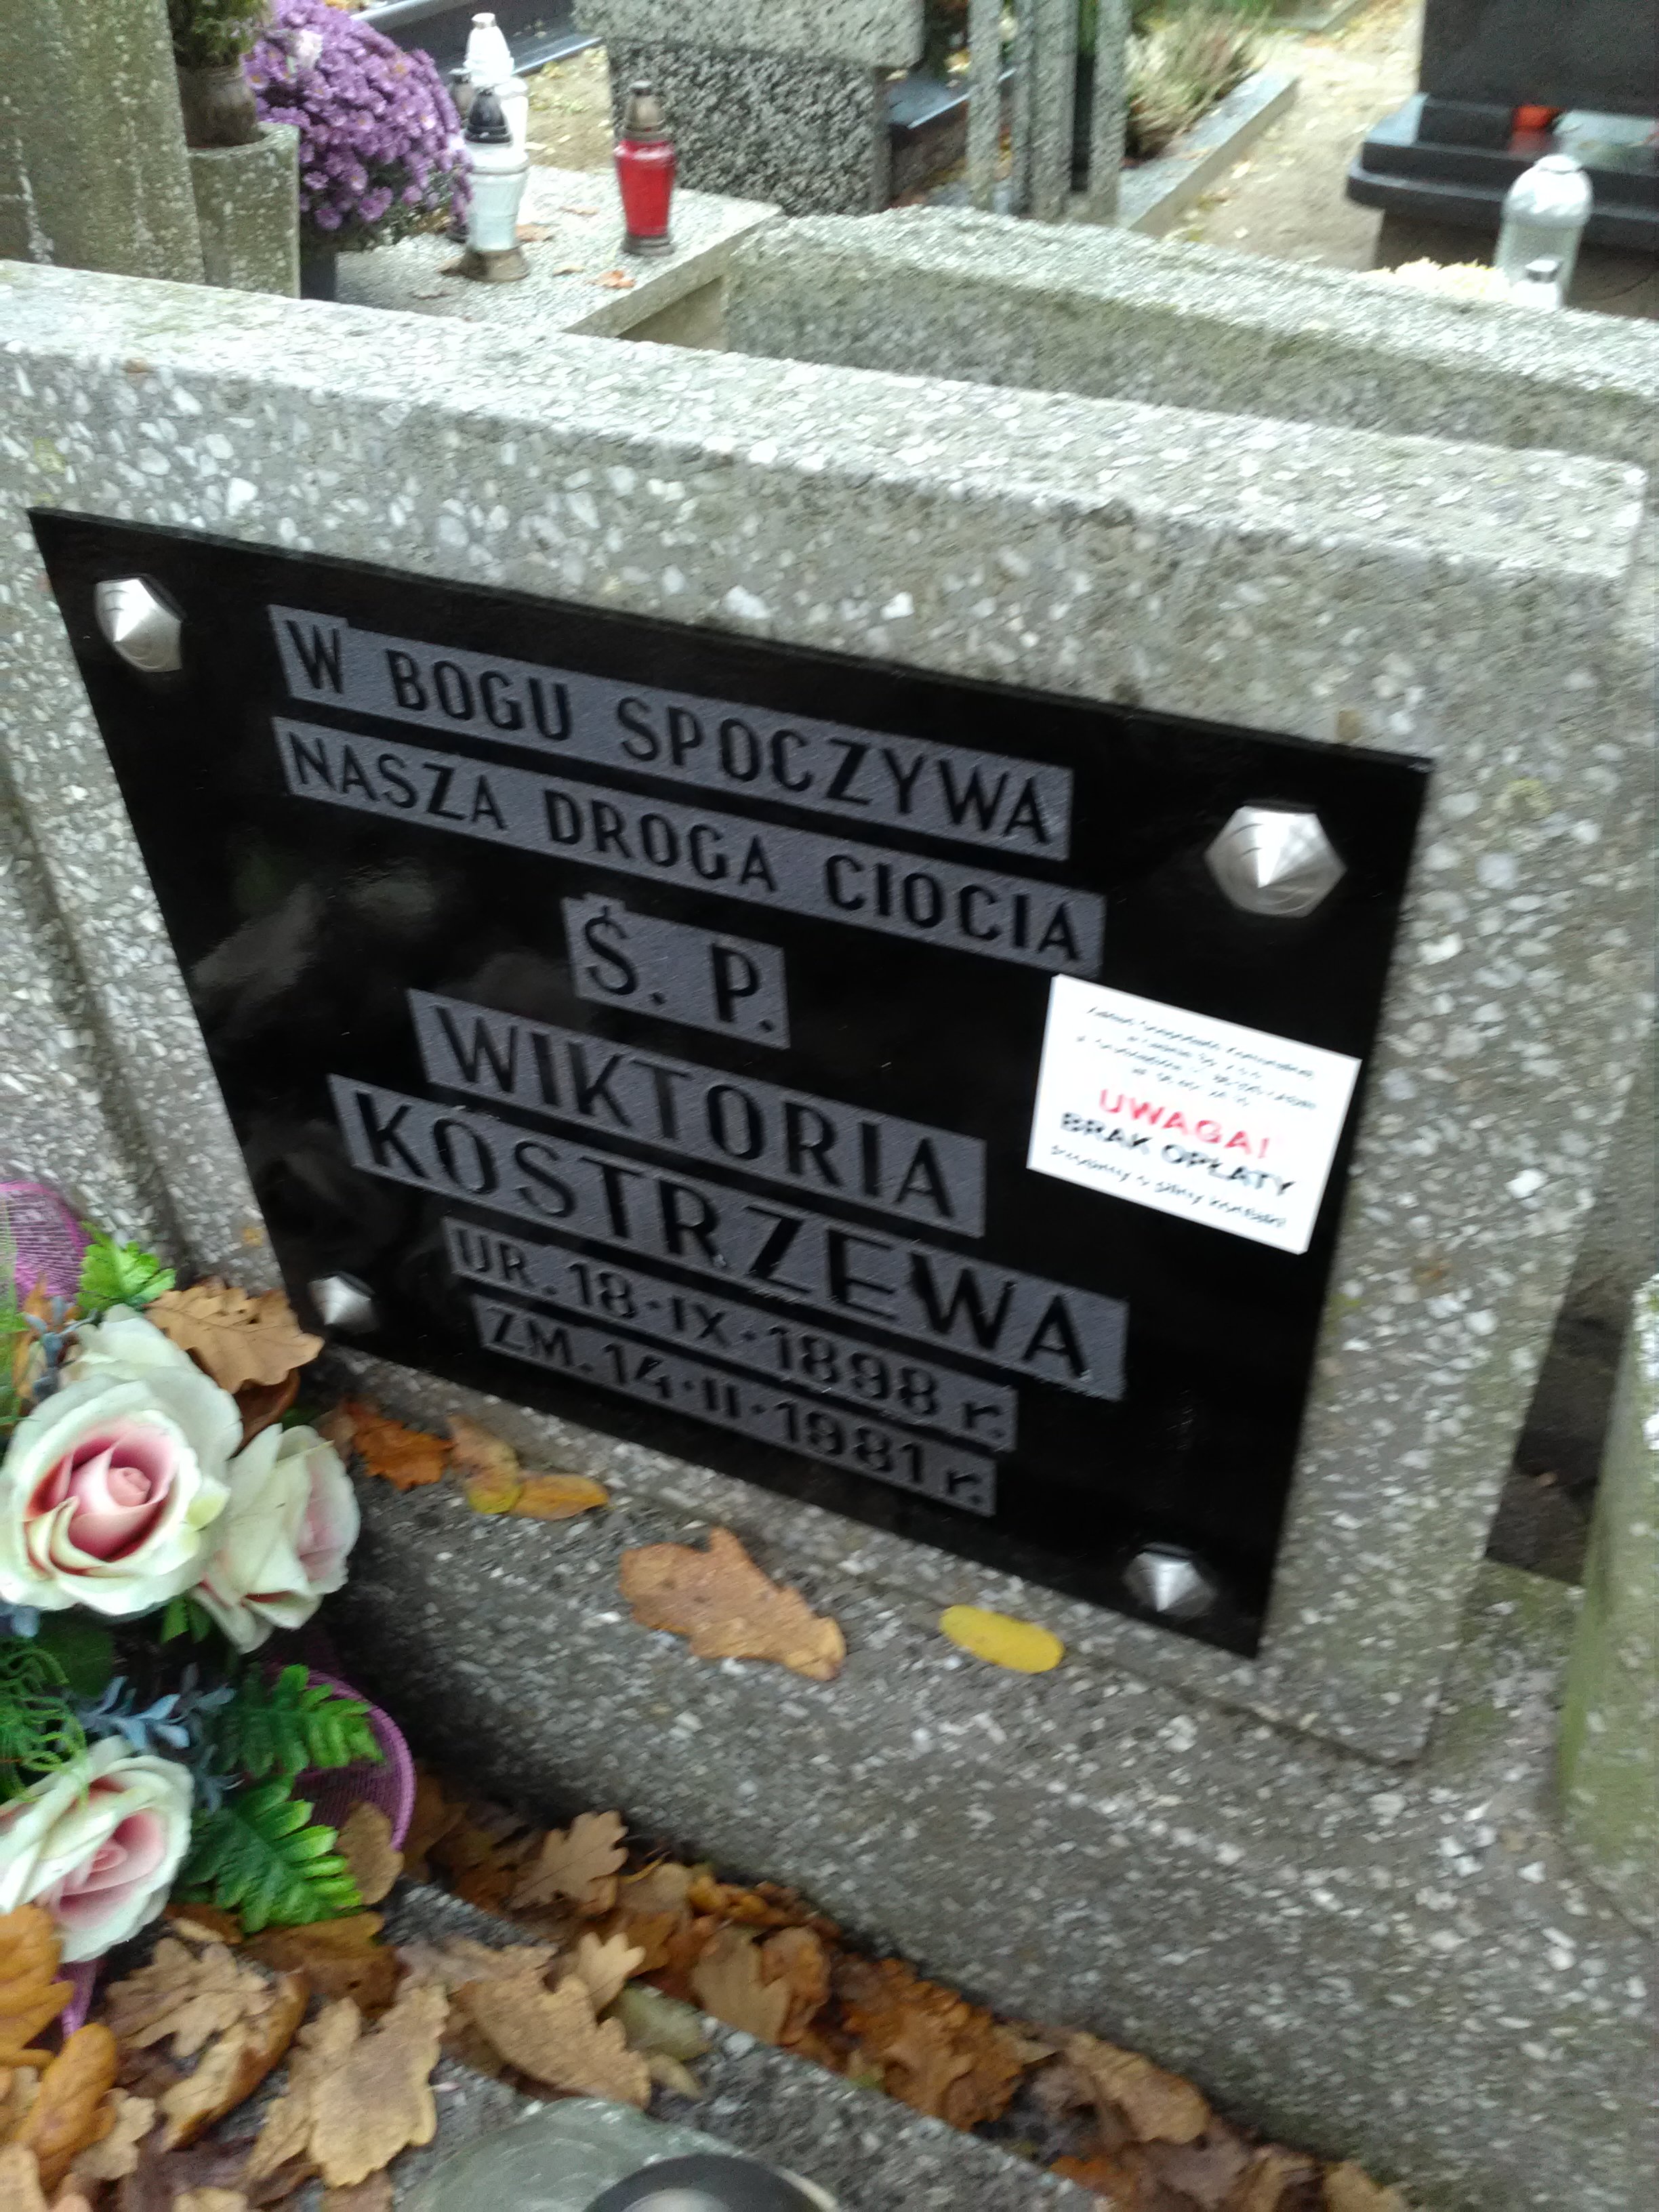 W BOGU SPOCZYWA
NASZA DROGA CIOCIA
Ś. P.
WIKTORIA
KOSTRZEWA
UR. 18·IX·1898 r.
ZM. 14·II·1981 r.
UWAGA!
BRAK OPŁATY